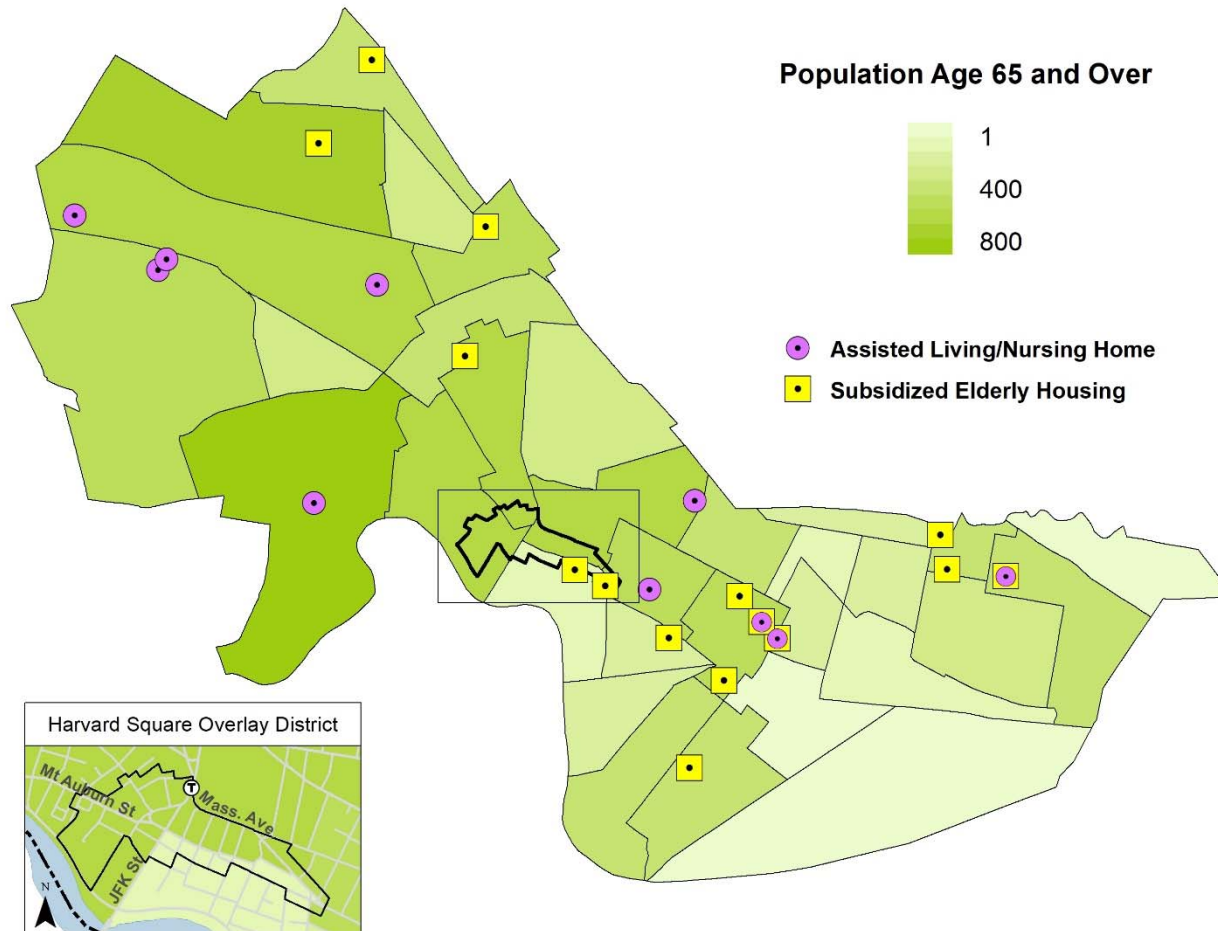 Population Age 65 and Over
1
400
800
Assisted Living/Nursing Home
Subsidized Elderly Housing
Harvard Square Overlay District
Mt Auburn St
T
Mass. Ave
JFK St
N